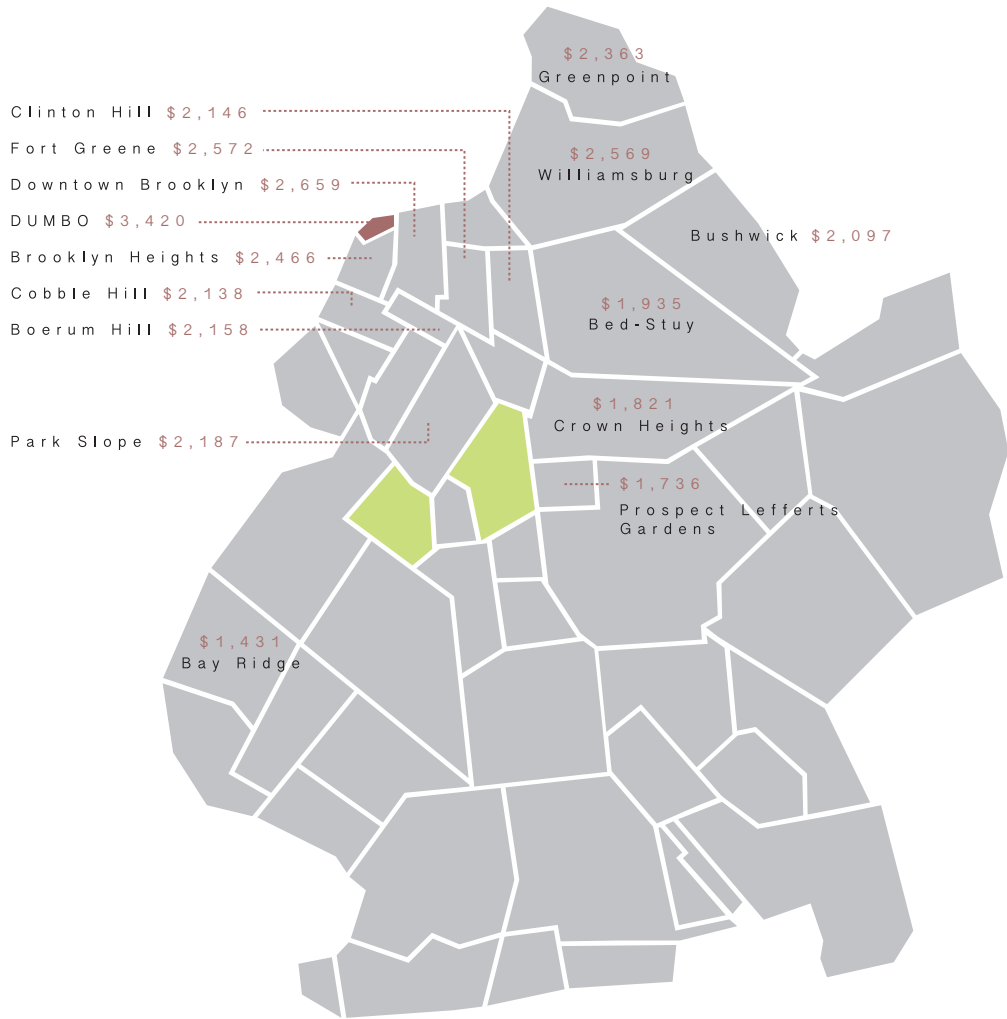 $2,363
Greenpoint
Clinton Hill $2,146
Fort Greene $2,572
$2,569
Williamsburg
Downtown Brooklyn $2,659
DUMBO $3,420
Bushwick $2,097
Brooklyn Heights $2,466
Cobble Hill $2,138
$1,935
Bed-Stuy
Boerum Hill $2,158
$1,821
Crown Heights
Park Slope $2,187
$1,736
Prospect Lefferts
Gardens
$1,431
Bay Ridge